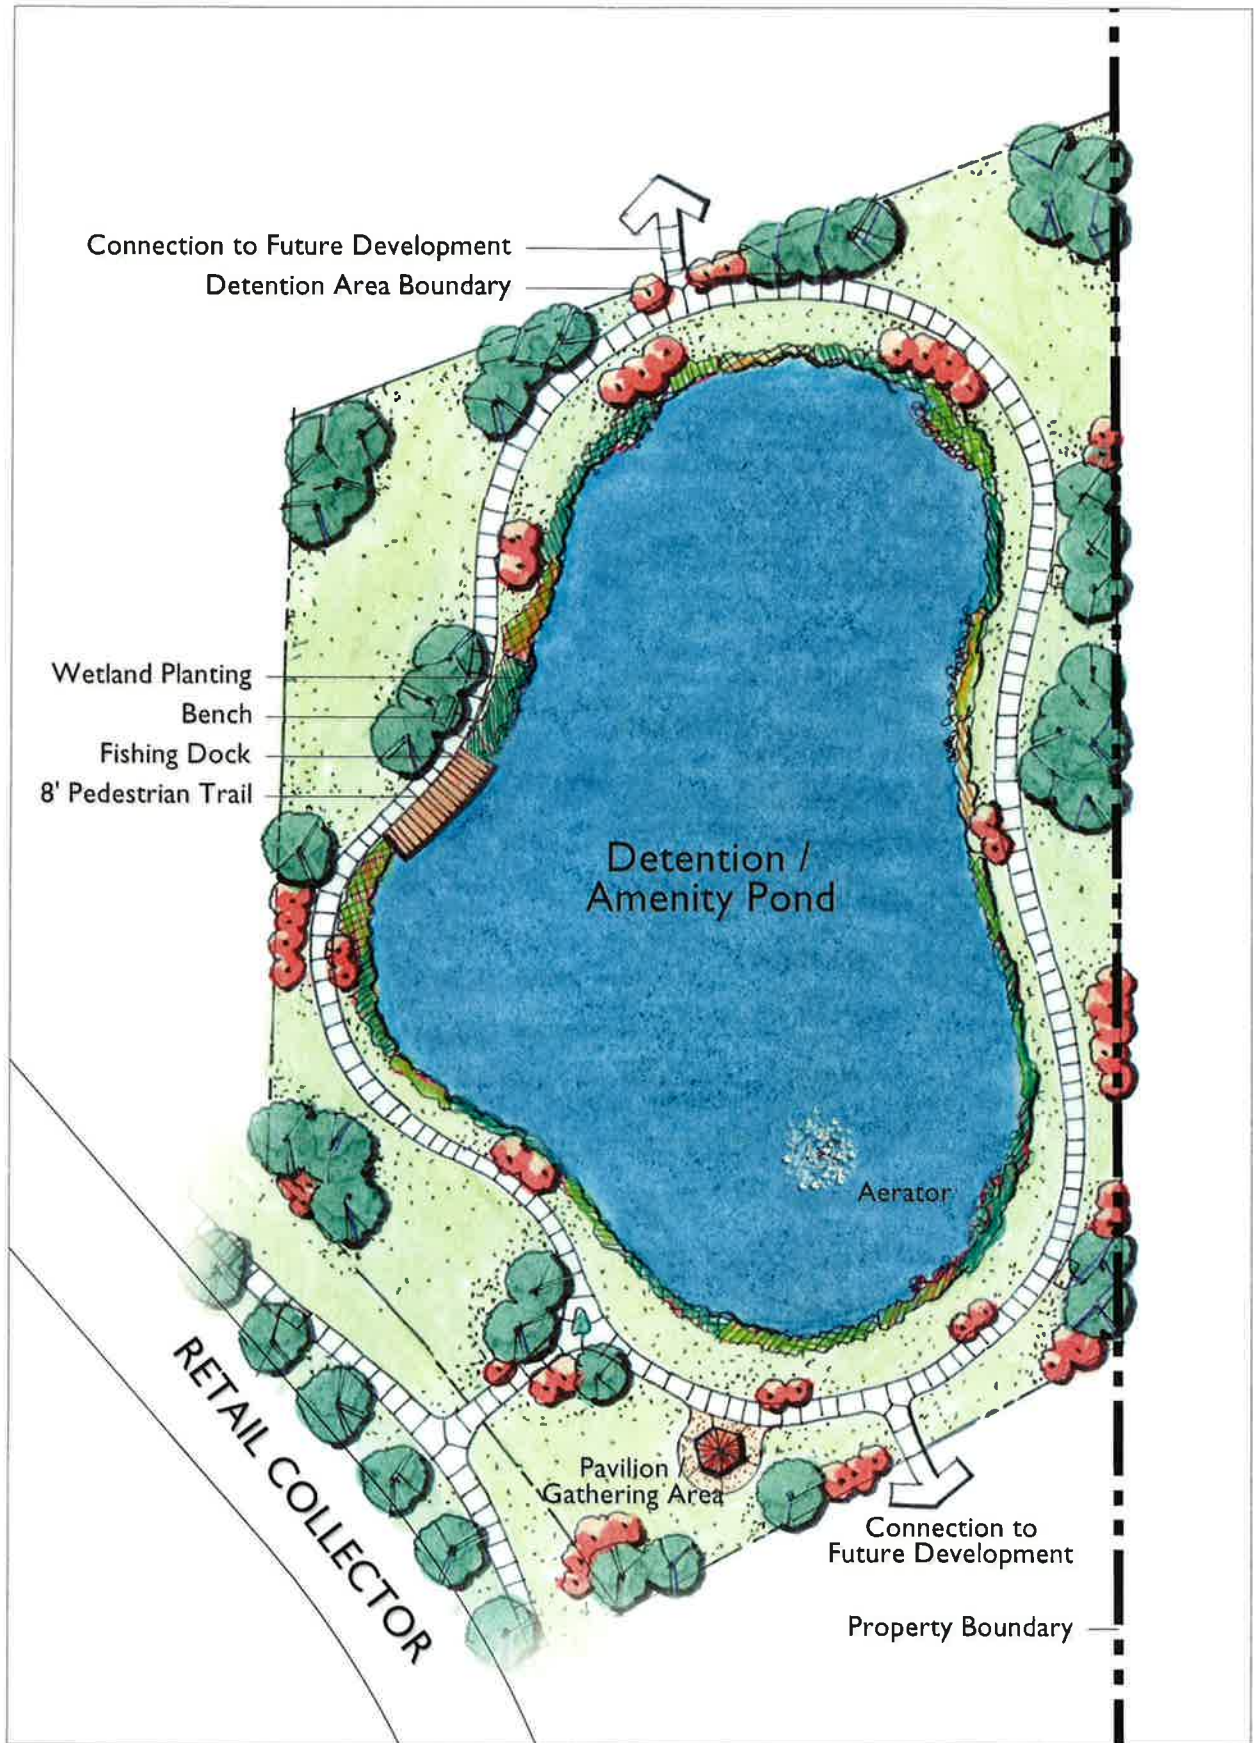 Connection to Future Development
Detention Area Boundary
Wetland Planting
Bench
Fishing Dock
8' Pedestrian Trail
Detention /
Amenity Pond
Aerator
RETAIL COLLECTOR
Pavilion /
Gathering Area
Connection to
Future Development
Property Boundary